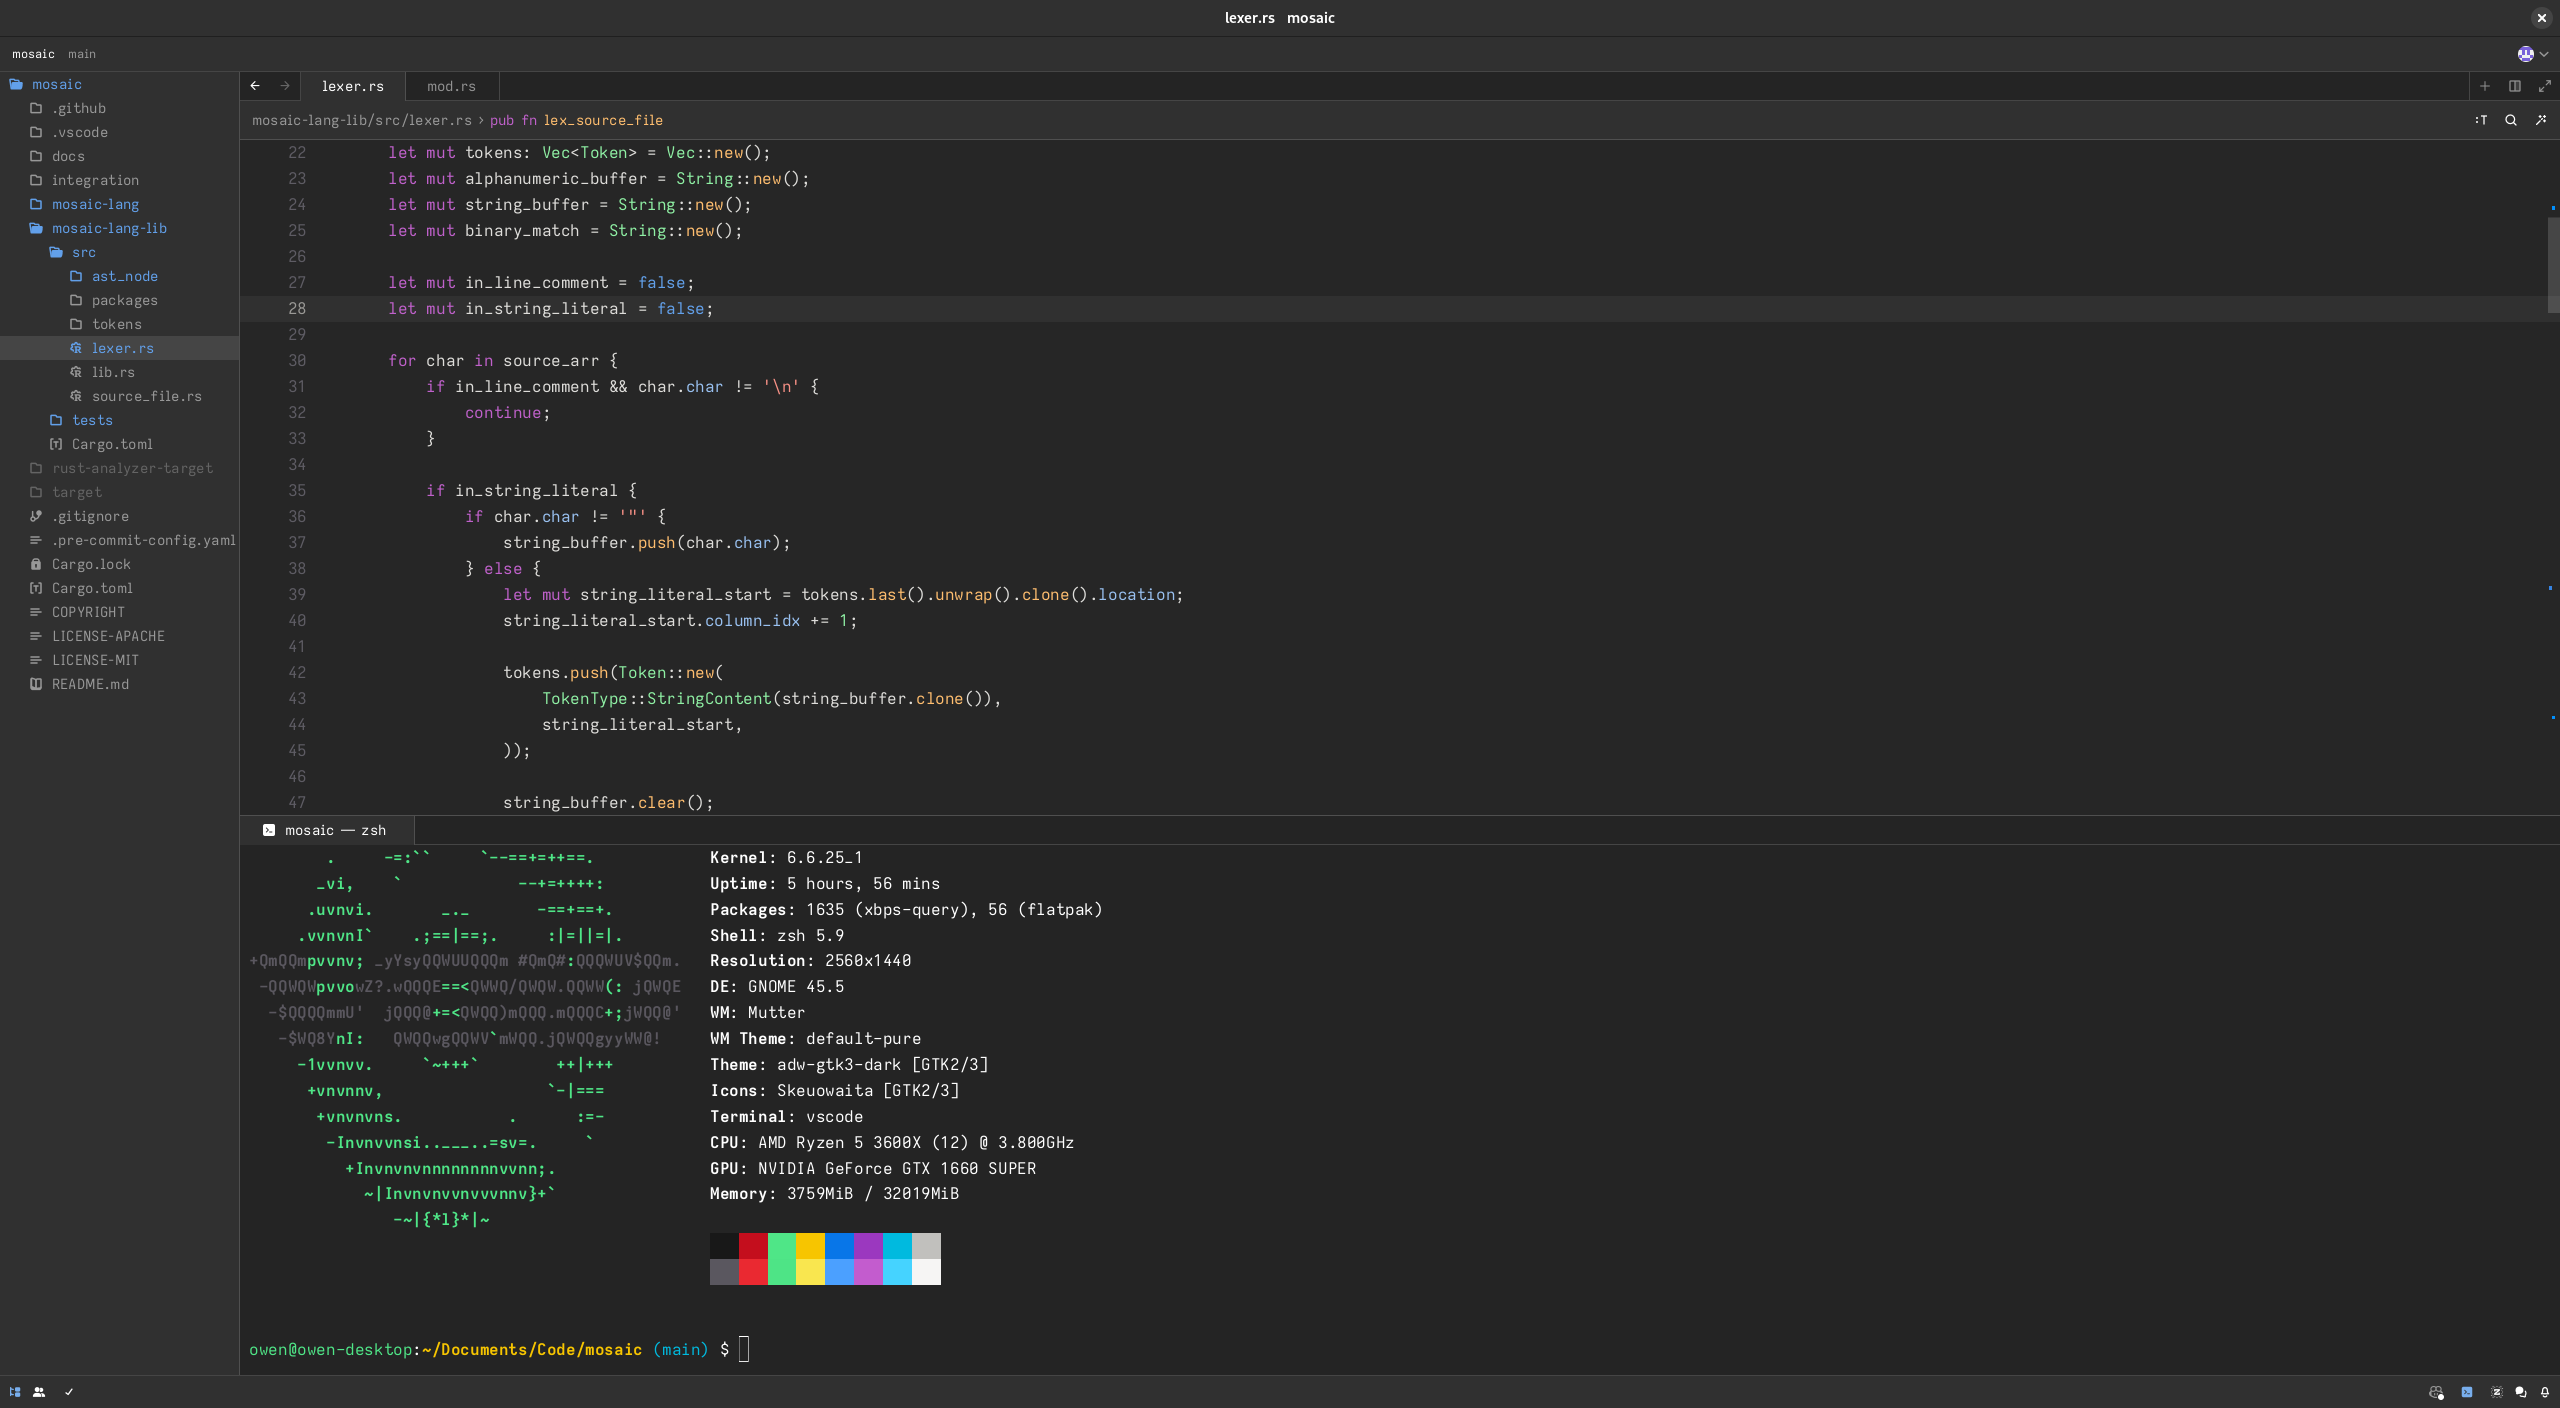 lexer.rs mosaic
mosaic main
mosaic
.github
.vscode
docs
integration
mosaic-lang
mosaic-lang-lib
src
ast_node
packages
tokens
lexer.rs
lib.rs
source_file.rs
tests
Cargo.toml
rust-analyzer-target
target
.gitignore
.pre-commit-config.yaml
Cargo.lock
Cargo.toml
COPYRIGHT
LICENSE-APACHE
LICENSE-MIT
README.md
lexer.rs mod.rs
mosaic-lang-lib/src/lexer.rs › pub fn lex_source_file
22 let mut tokens: Vec<Token> = Vec::new();
23 let mut alphanumeric_buffer = String::new();
24 let mut string_buffer = String::new();
25 let mut binary_match = String::new();
26
27 let mut in_line_comment = false;
28 let mut in_string_literal = false;
29
30 for char in source_arr {
31 if in_line_comment && char.char != '\n' {
32 continue;
33 }
34
35 if in_string_literal {
36 if char.char != '"' {
37 string_buffer.push(char.char);
38 } else {
39 let mut string_literal_start = tokens.last().unwrap().clone().location;
40 string_literal_start.column_idx += 1;
41
42 tokens.push(Token::new(
43 TokenType::StringContent(string_buffer.clone()),
44 string_literal_start,
45 ));
46
47 string_buffer.clear();
mosaic — zsh
. -=:`` `--==+=++==. Kernel: 6.6.25_1
_vi, ` --+=++++: Uptime: 5 hours, 56 mins
.uvnvi. _._ -==+==+. Packages: 1635 (xbps-query), 56 (flatpak)
.vvnvnI` .;==|==;. :|=||=|. Shell: zsh 5.9
+QmQQmpvvnv; _yYsyQQWUUQQQm #QmQ#:QQQWUV$QQm. Resolution: 2560x1440
-QQWQWpvvowZ?.wQQQE==<QWWQ/QWQW.QQWW(: jQWQE DE: GNOME 45.5
-$QQQQmmU' jQQQ@+=<QWQQ)mQQQ.mQQQC+;jWQQ@' WM: Mutter
-$WQ8YnI: QWQQwgQQWV`mWQQ.jQWQQgyyWW@! WM Theme: default-pure
-1vvnvv. `~+++` ++|+++ Theme: adw-gtk3-dark [GTK2/3]
+vnvnnv, `-|=== Icons: Skeuowaita [GTK2/3]
+vnvnvns. . :=- Terminal: vscode
-Invnvvnsi..___..=sv=. ` CPU: AMD Ryzen 5 3600X (12) @ 3.800GHz
+Invnvnvnnnnnnnnvvnn;. GPU: NVIDIA GeForce GTX 1660 SUPER
~|Invnvnvvnvvvnnv}+` Memory: 3759MiB / 32019MiB
-~|{*l}*|~
owen@owen-desktop:~/Documents/Code/mosaic (main) $